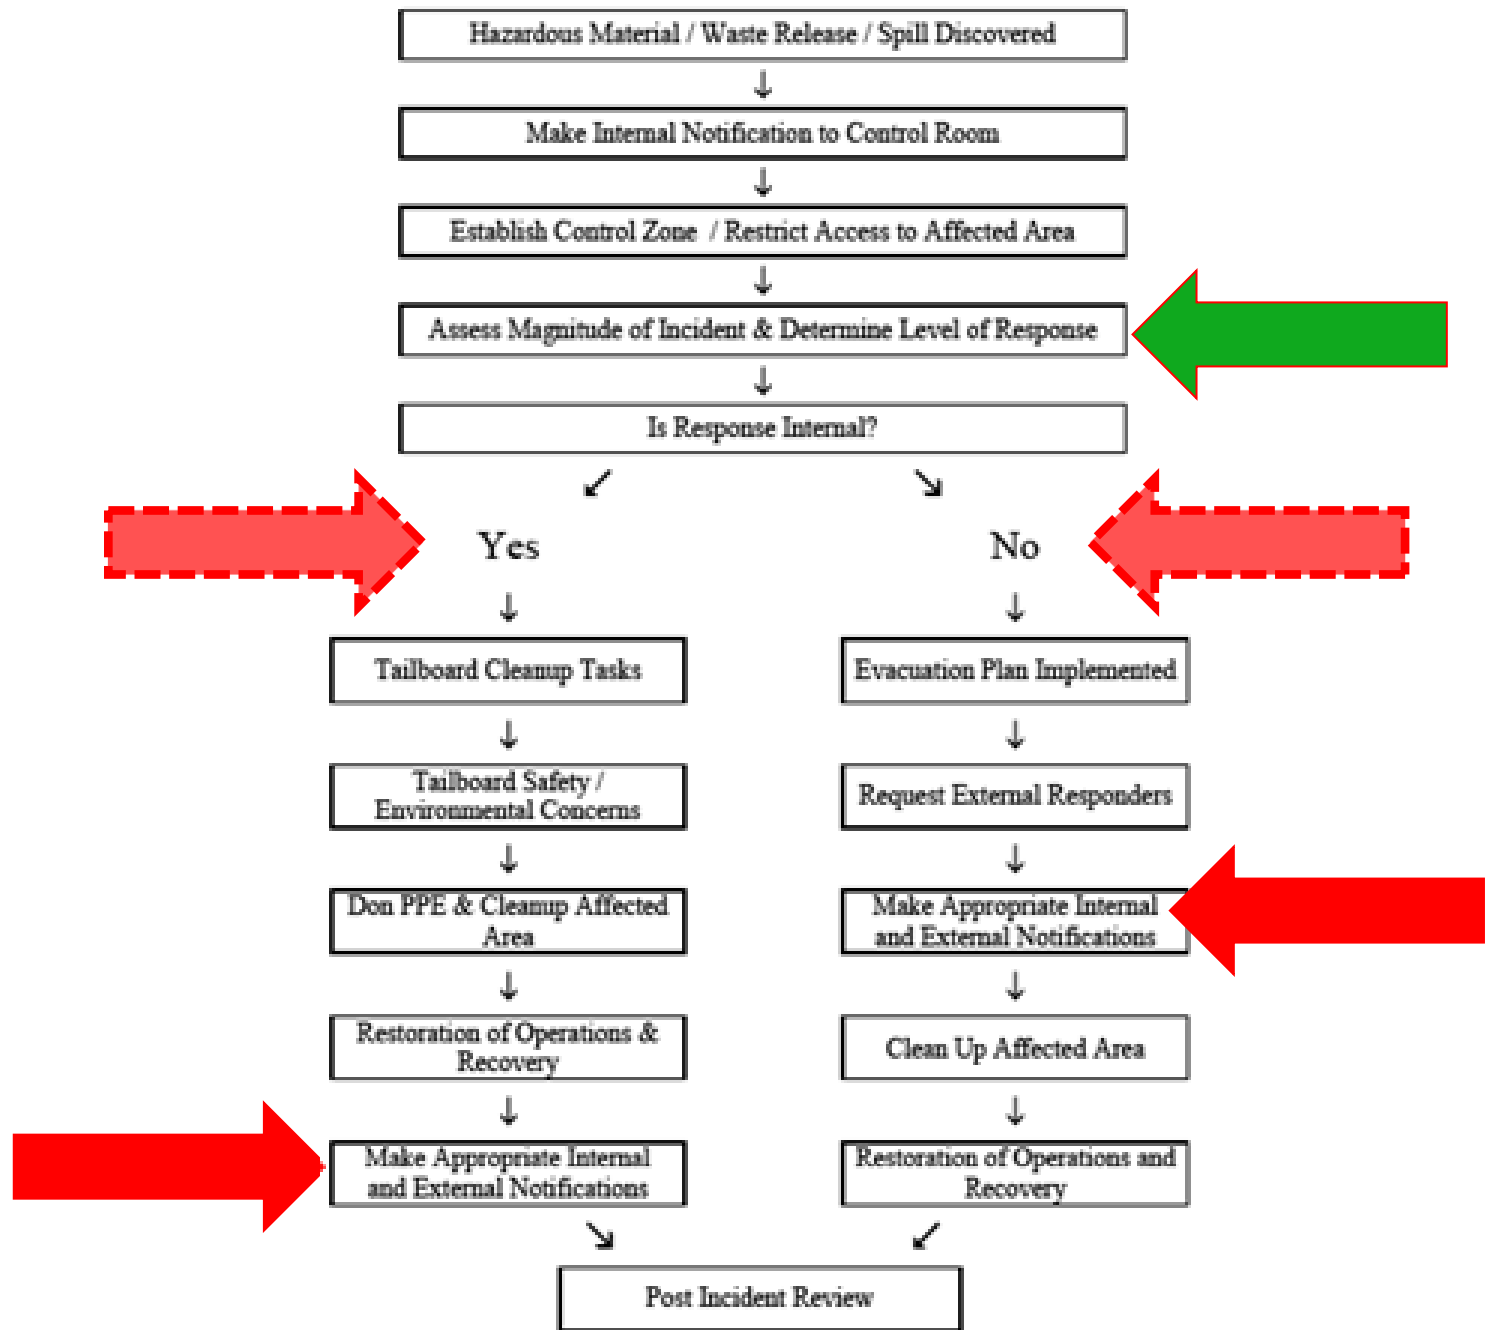 Hazardous Material / Waste Release / Spill Discovered
Make Internal Notification to Control Room
Establish Control Zone / Restrict Access to Affected Area
Assess Magnitude of Incident & Determine Level of Response
Is Response Internal?
Yes
No
Tailboard Cleanup Tasks
Evacuation Plan Implemented
Tailboard Safety /
Environmental Concerns
Request External Responders
Don PPE & Cleanup Affected
Area
Make Appropriate Internal
and External Notifications
Restoration of Operations &
Recovery
Clean Up Affected Area
Make Appropriate Internal
and External Notifications
Restoration of Operations and
Recovery
Post Incident Review